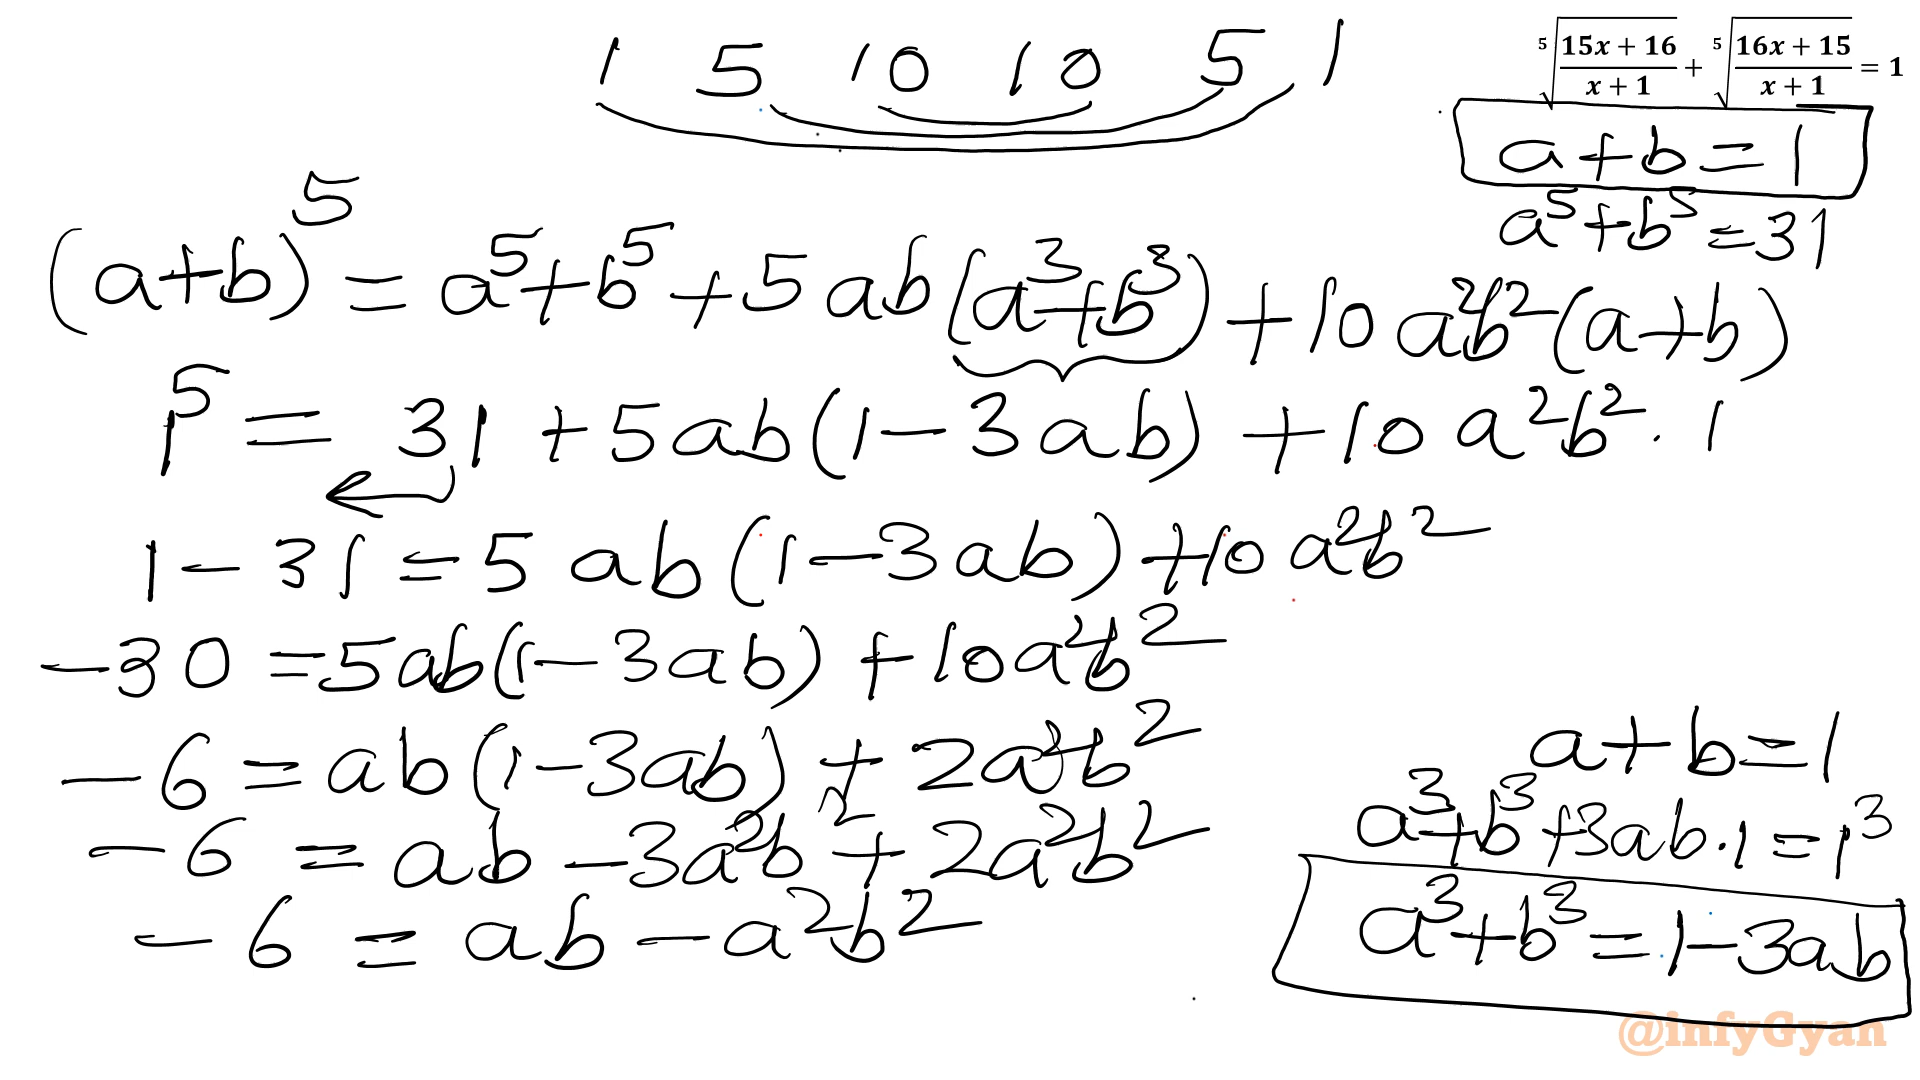 1 5 10 10 5 1
⁵√((15x + 16)/(x + 1)) + ⁵√((16x + 15)/(x + 1)) = 1
a+b=1
a⁵+b⁵=31
(a+b)⁵ = a⁵+b⁵+5ab(a³+b³)+10a²b²(a+b)
1⁵ = 31 +5ab(1-3ab)+10a²b².1
1-31=5ab(1-3ab)+10a²b²
-30=5ab(1-3ab)+10a²b²
-6=ab(1-3ab)+2a²b²
-6=ab-3a²b²+2a²b²
-6=ab-a²b²
a+b=1
a³+b³+3ab.1=1³
a³+b³=1-3ab
@infyGyan